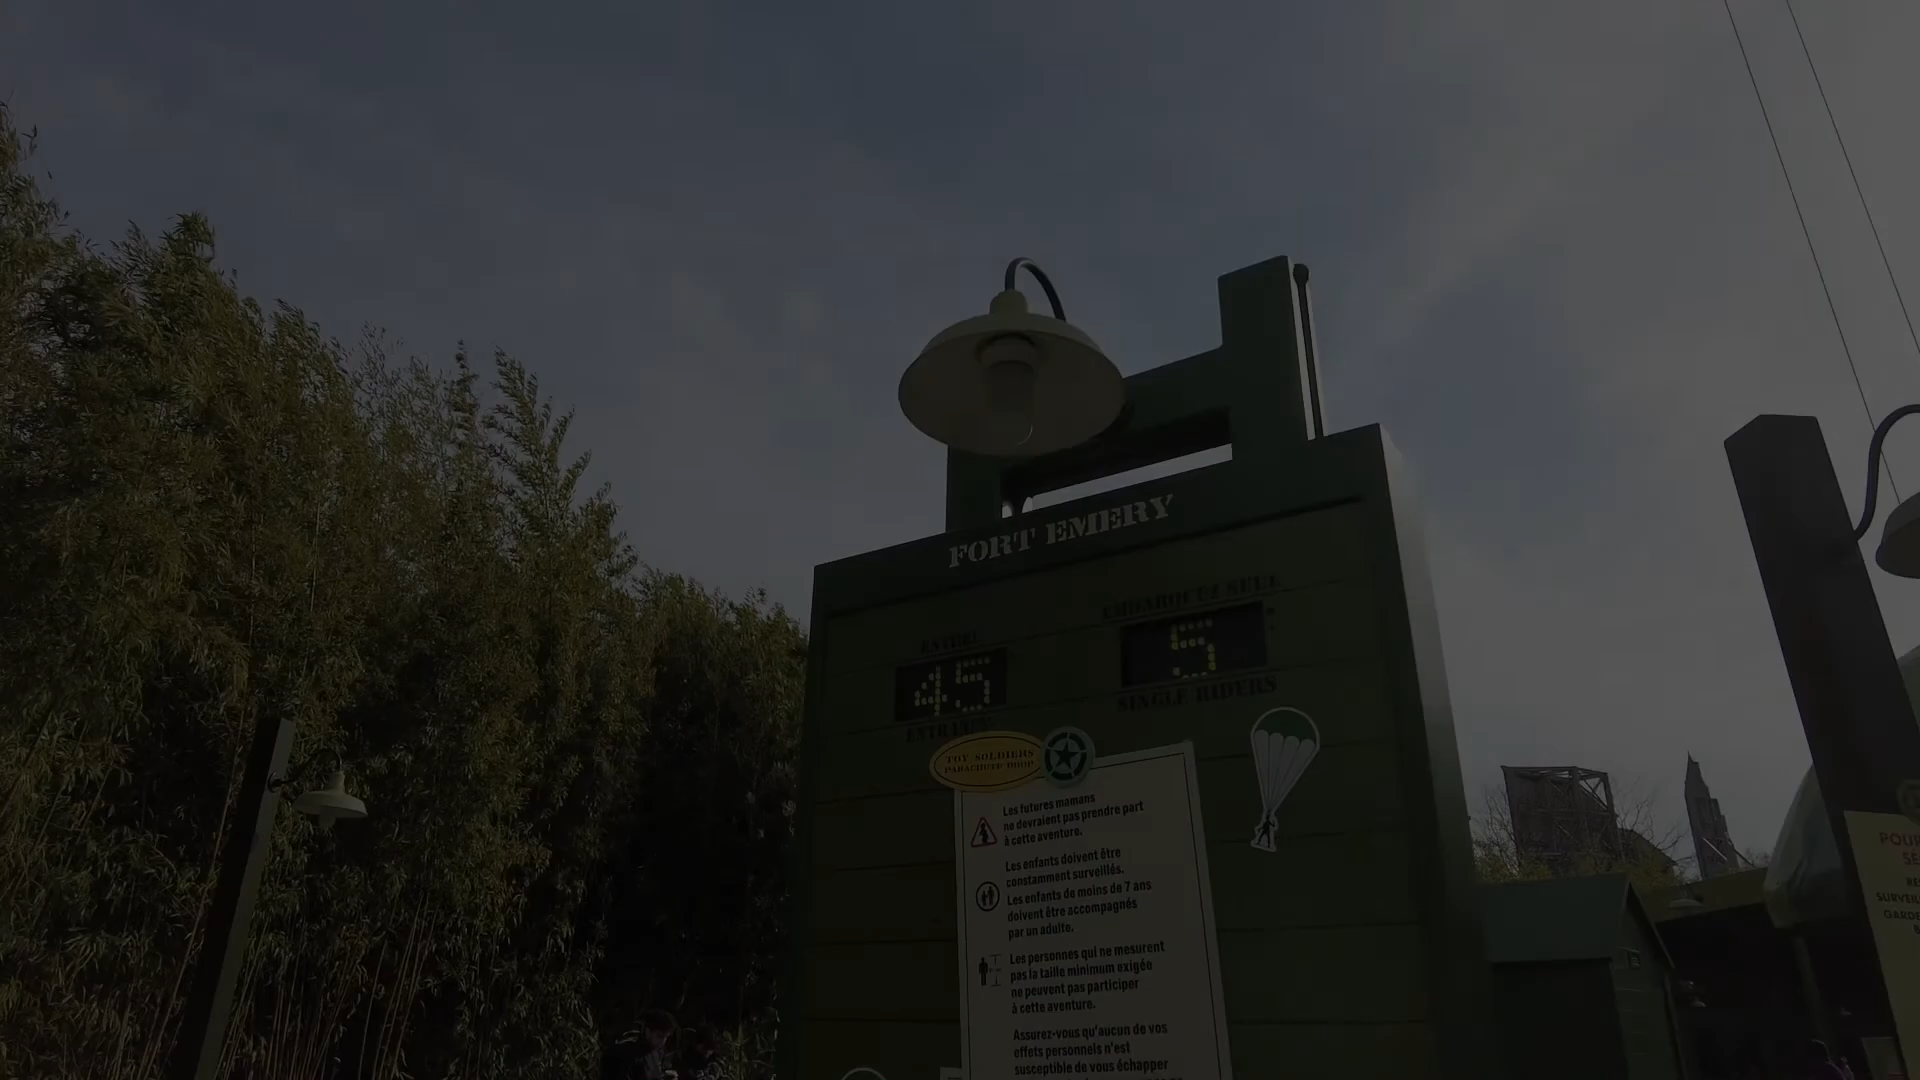 FORT EMERY
ENTRÉE
45
ENTRANCE
EMBARQUE SEUL
5
SINGLE RIDERS
TOY SOLDIERS
PARACHUTE DROP
Les futures mamans
ne devraient pas prendre part
à cette aventure.
Les enfants doivent être
constamment surveillés.
Les enfants de moins de 7 ans
doivent être accompagnés
par un adulte.
Les personnes qui ne mesurent
pas la taille minimum exigée
ne peuvent pas participer
à cette aventure.
Assurez-vous qu'aucun de vos
effets personnels n'est
susceptible de vous échapper